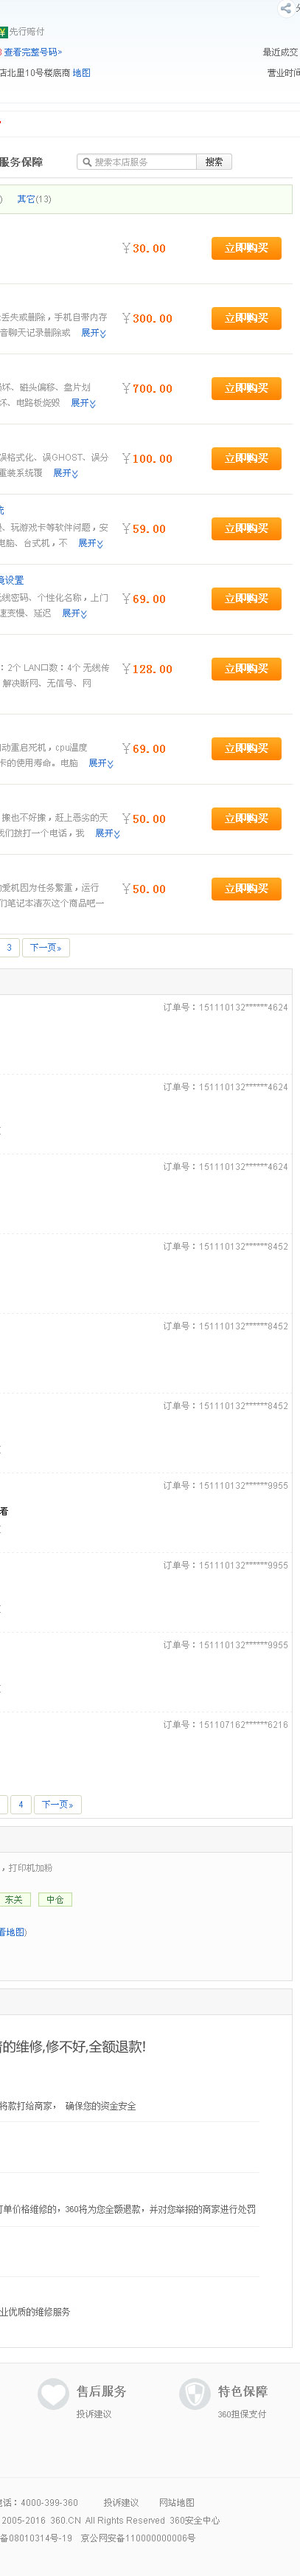 先行赔付
查看完整号码»
最近成交
店北里10号楼底商 地图
营业时间
服务保障
搜索本店服务
搜索
其它(13)
¥30.00
立即购买
¥300.00
立即购买
丢失或删除，手机自带内存
音聊天记录删除或 展开
¥700.00
立即购买
坏、磁头偏移、盘片划
坏、电路板烧毁 展开
¥100.00
立即购买
误格式化、误GHOST、误分
重装系统覆 展开
统
¥59.00
立即购买
、玩游戏卡等软件问题，安
电脑、台式机，不 展开
境设置
¥69.00
立即购买
无线密码、个性化名称，上门
速变慢、延迟 展开
¥128.00
立即购买
：2个 LAN口数：4个 无线传
解决断网、无信号、网
¥69.00
立即购买
自动重启死机，cpu温度
卡的使用寿命。电脑 展开
¥50.00
立即购买
搬也不好搬，赶上恶劣的天
我们拨打一个电话，我 展开
¥50.00
立即购买
的爱机因为任务繁重，运行
们笔记本清灰这个商品吧一
3 下一页»
订单号：151110132******4624
订单号：151110132******4624
订单号：151110132******4624
订单号：151110132******8452
订单号：151110132******8452
订单号：151110132******8452
订单号：151110132******9955
看
订单号：151110132******9955
订单号：151110132******9955
订单号：151107162******6216
4 下一页»
，打印机加粉
东关 中仓
看地图)
的维修,修不好,全额退款!
将款打给商家， 确保您的资金安全
订单价格维修的，360将为您全额退款，并对您举报的商家进行处罚
业优质的维修服务
售后服务
投诉建议
特色保障
360担保支付
电话：4000-399-360 投诉建议 网站地图
2005-2016 360.CN All Rights Reserved 360安全中心
备08010314号-19 京公网安备110000000006号